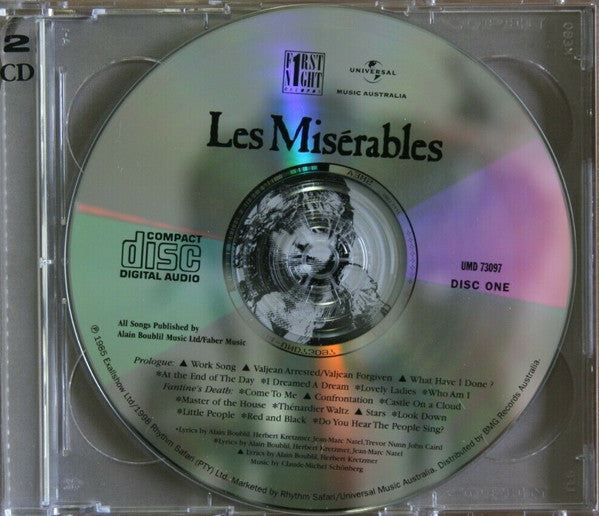 2
CD
F1RST
N1GHT
RECORDS
UNIVERSAL
MUSIC AUSTRALIA
Les Misérables
COMPACT
disc
DIGITAL AUDIO
UMD 73097
DISC ONE
All Songs Published by
Alain Boublil Music Ltd/Faber Music
Prologue: ▲ Work Song ▲ Valjean Arrested/Valjean Forgiven ▲ What Have I Done ?
*At the End of The Day *I Dreamed A Dream *Lovely Ladies *Who Am I
Fantine's Death: *Come To Me ▲ Confrontation *Castle On a Cloud
*Master of the House *Thénardier Waltz ▲ Stars *Look Down
*Little People *Red and Black *Do You Hear The People Sing?
•Lyrics by Alain Boublil, Herbert Kretzmer, Jean-Marc Natel, Trevor Nunn John Caird
*Lyrics by Alain Boublil, Herbert Kretzmer, Jean-Marc Natel
▲ Lyrics by Alain Boublil, Herbert Kretzmer
Music by Claude-Michel Schönberg
℗ 1985 Exallshow Ltd/1996 Rhythm Safari (PTY) Ltd. Marketed by Rhythm Safari/Universal Music Australia. Distributed by BMG Records Australia.